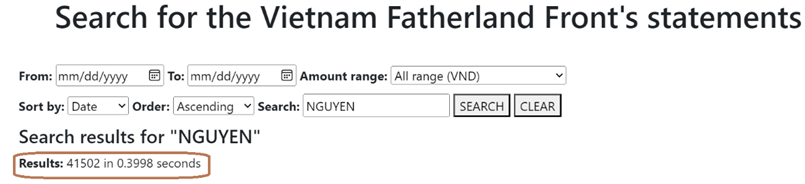 Search for the Vietnam Fatherland Front's statements
From: mm/dd/yyyy To: mm/dd/yyyy Amount range: All range (VND)
Sort by: Date Order: Ascending Search: NGUYEN SEARCH CLEAR
Search results for "NGUYEN"
Results: 41502 in 0.3998 seconds